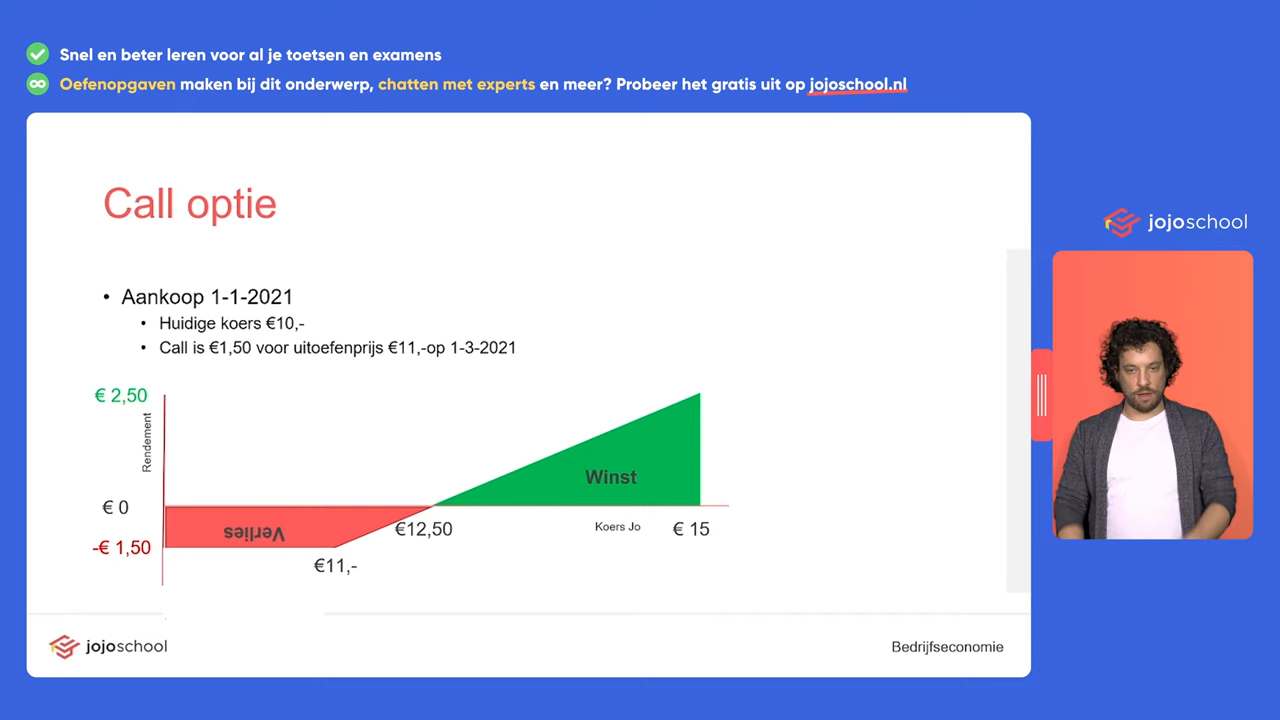 Snel en beter leren voor al je toetsen en examens
Oefenopgaven maken bij dit onderwerp, chatten met experts en meer? Probeer het gratis uit op jojoschool.nl
Call optie
jojoschool
• Aankoop 1-1-2021
• Huidige koers €10,-
• Call is €1,50 voor uitoefenprijs €11,-op 1-3-2021
€ 2,50
Rendement
Winst
€ 0
Verlies
€12,50
Koers Jo
€ 15
-€ 1,50
€11,-
jojoschool
Bedrijfseconomie